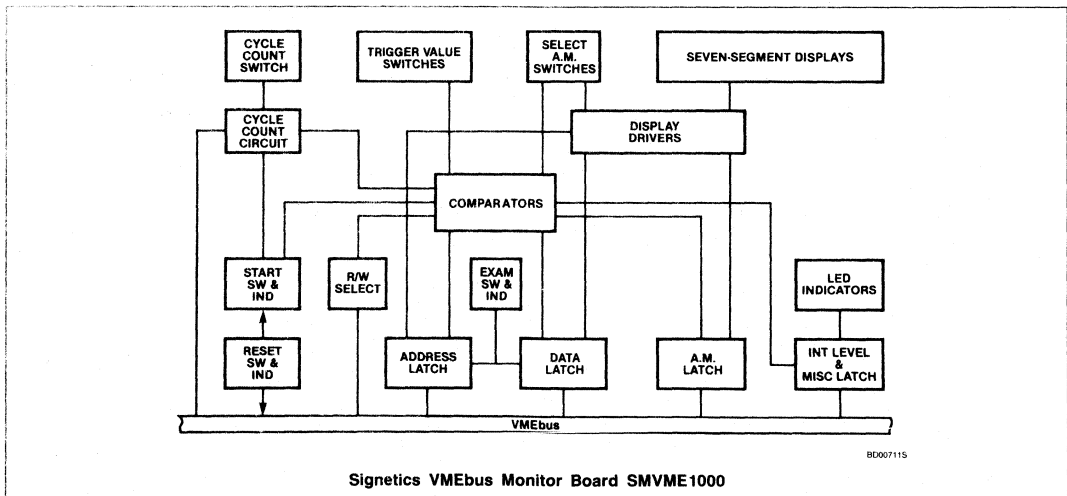 CYCLE
COUNT
SWITCH
TRIGGER VALUE
SWITCHES
SELECT
A.M.
SWITCHES
SEVEN-SEGMENT DISPLAYS
CYCLE
COUNT
CIRCUIT
DISPLAY
DRIVERS
COMPARATORS
START
SW &
IND
R/W
SELECT
EXAM
SW &
IND
LED
INDICATORS
RESET
SW &
IND
ADDRESS
LATCH
DATA
LATCH
A.M.
LATCH
INT LEVEL
&
MISC LATCH
VMEbus
BD00711S
Signetics VMEbus Monitor Board SMVME1000